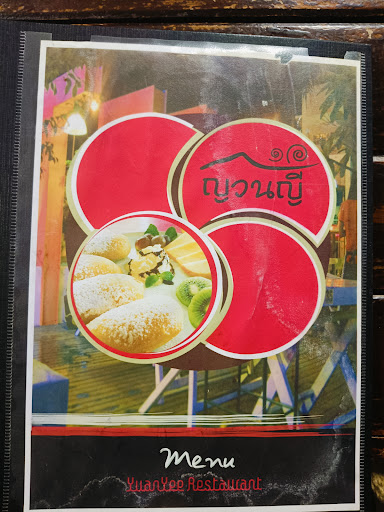 ญวนญี
Menu
YuanYee Restaurant